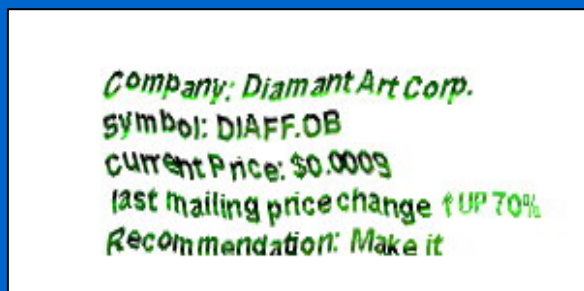 Company: Diamant Art Corp.
Symbol: DIAFF.OB
Current Price: $0.0009
last mailing price change ↑ UP 70%
Recommendation: Make it